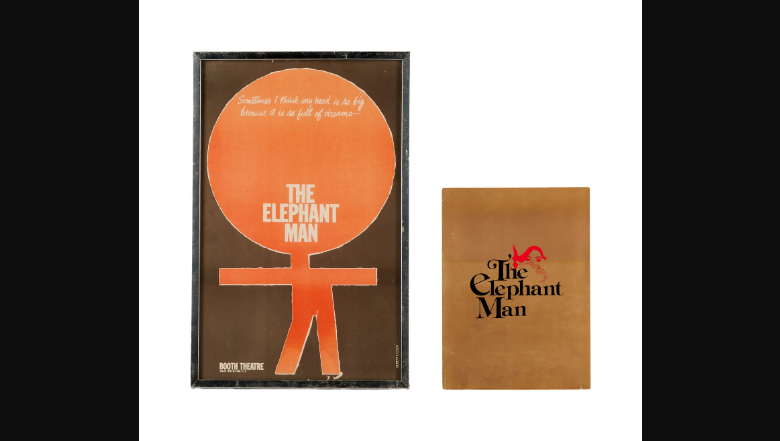 Sometimes I think my head is so big
because it is so full of dreams—
THE
ELEPHANT
MAN
BOOTH THEATRE
The
elephant
Man